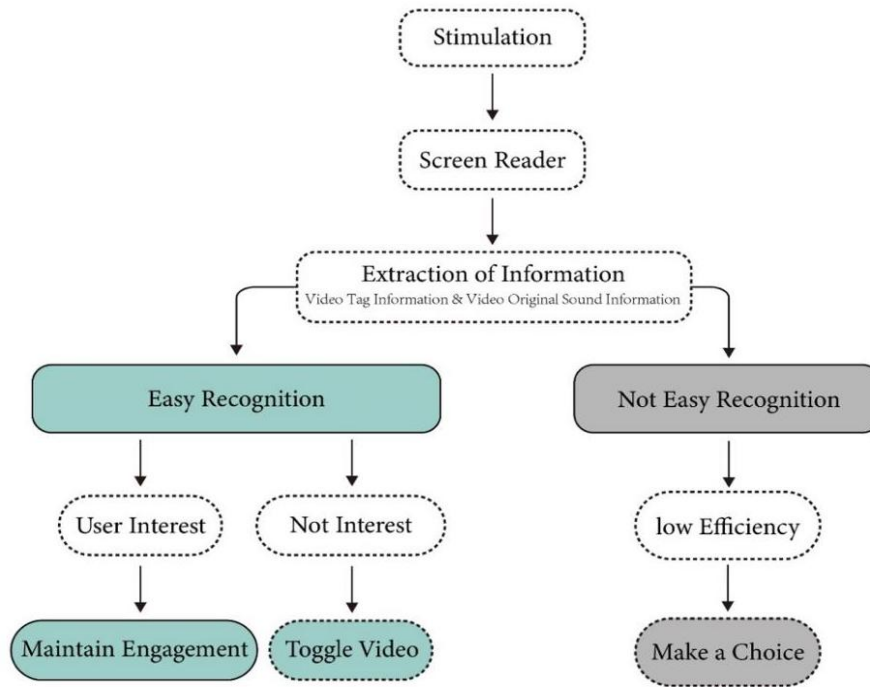 Stimulation
Screen Reader
Extraction of Information
Video Tag Information & Video Original Sound Information
Easy Recognition
Not Easy Recognition
User Interest
Not Interest
low Efficiency
Maintain Engagement
Toggle Video
Make a Choice